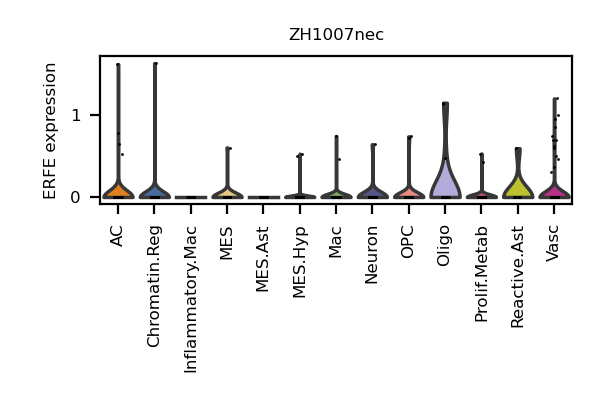 ZH1007nec
ERFE expression
1
0
AC
Chromatin.Reg
Inflammatory.Mac
MES
MES.Ast
MES.Hyp
Mac
Neuron
OPC
Oligo
Prolif.Metab
Reactive.Ast
Vasc